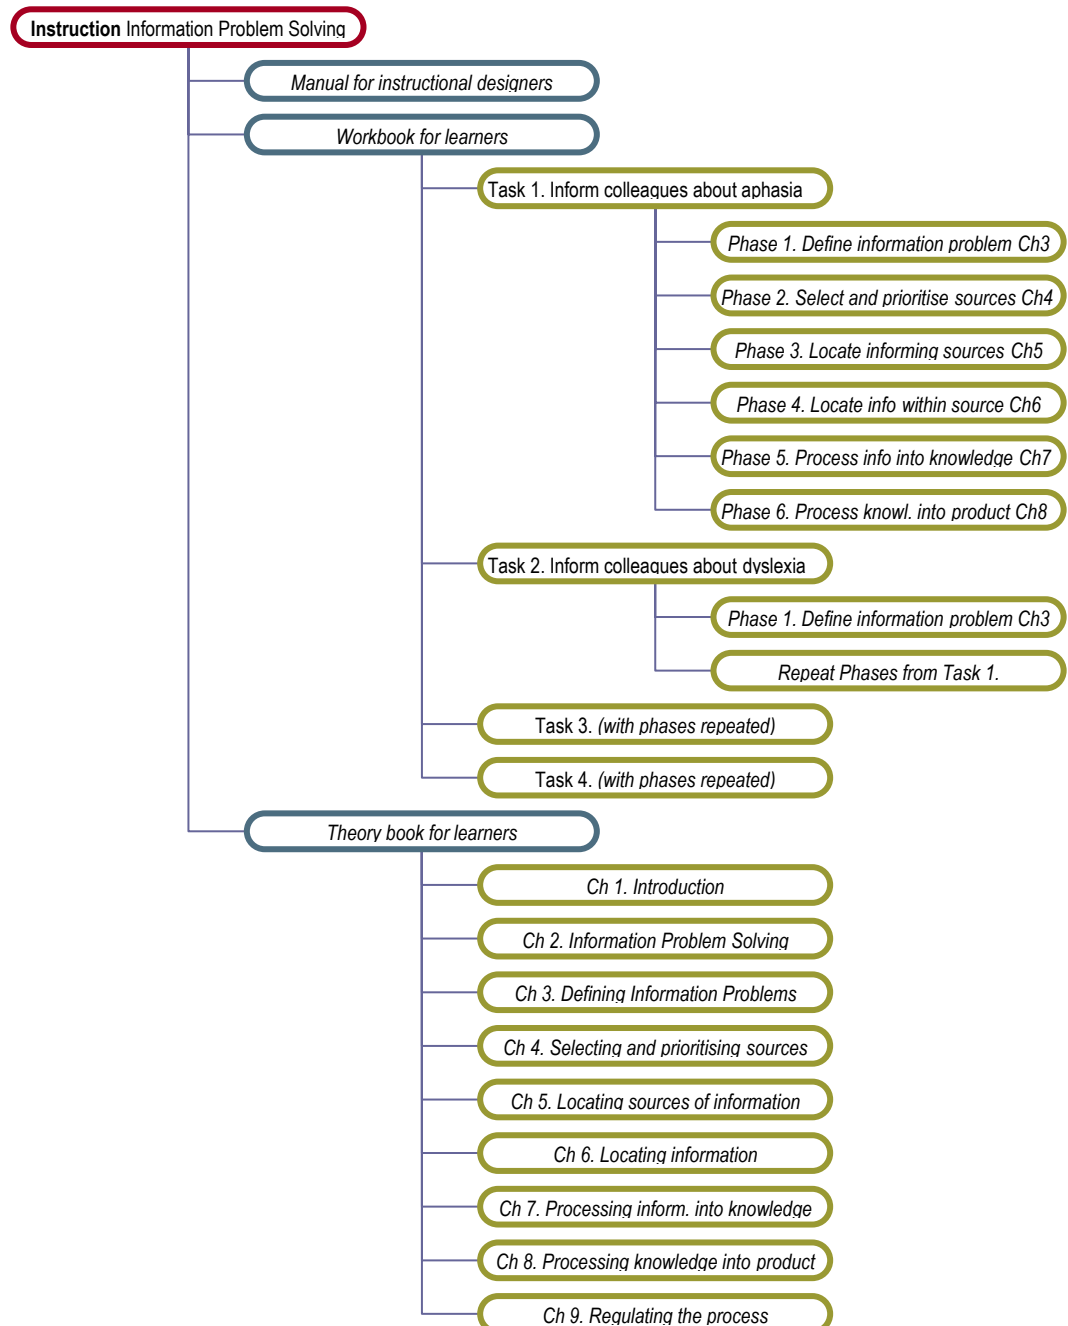 Instruction Information Problem Solving
Manual for instructional designers
Workbook for learners
Task 1. Inform colleagues about aphasia
Phase 1. Define information problem Ch3
Phase 2. Select and prioritise sources Ch4
Phase 3. Locate informing sources Ch5
Phase 4. Locate info within source Ch6
Phase 5. Process info into knowledge Ch7
Phase 6. Process knowl. into product Ch8
Task 2. Inform colleagues about dyslexia
Phase 1. Define information problem Ch3
Repeat Phases from Task 1.
Task 3. (with phases repeated)
Task 4. (with phases repeated)
Theory book for learners
Ch 1. Introduction
Ch 2. Information Problem Solving
Ch 3. Defining Information Problems
Ch 4. Selecting and prioritising sources
Ch 5. Locating sources of information
Ch 6. Locating information
Ch 7. Processing inform. into knowledge
Ch 8. Processing knowledge into product
Ch 9. Regulating the process